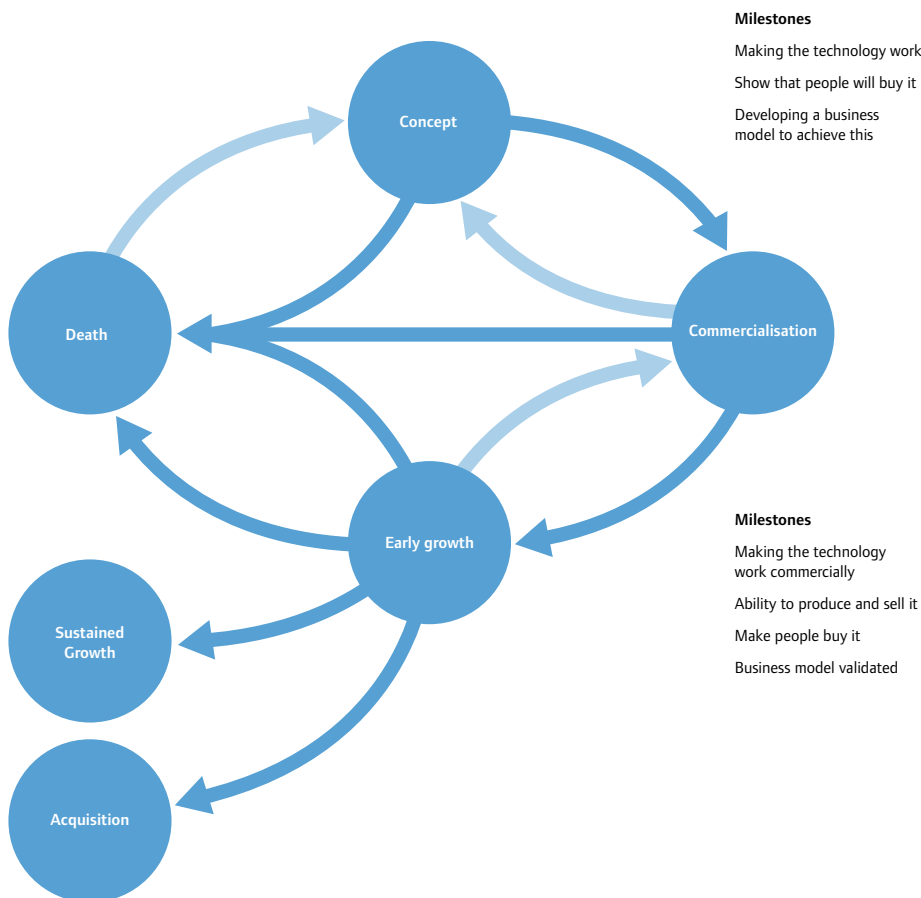 Milestones
Making the technology work
Show that people will buy it
Developing a business
model to achieve this
Concept
Death
Commercialisation
Early growth
Milestones
Making the technology
work commercially
Ability to produce and sell it
Make people buy it
Business model validated
Sustained
Growth
Acquisition